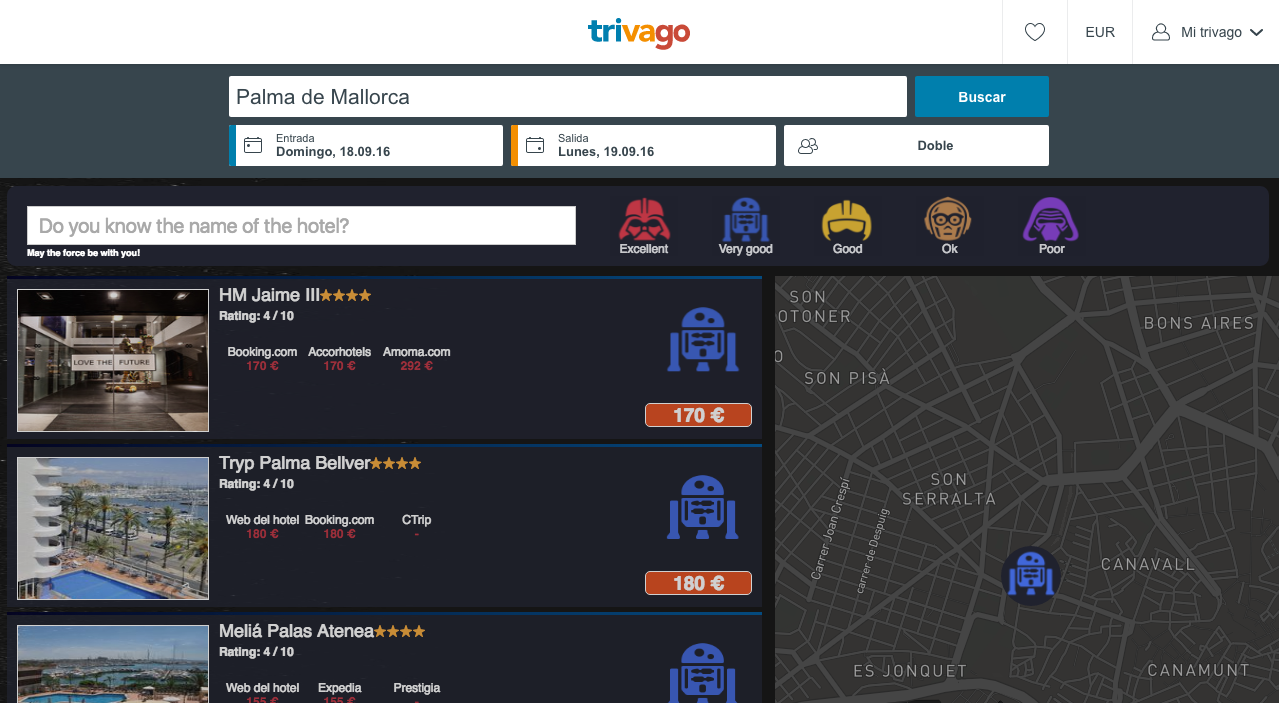 trivago
EUR
Mi trivago
Palma de Mallorca
Buscar
Entrada
Domingo, 18.09.16
Salida
Lunes, 19.09.16
Doble
Do you know the name of the hotel?
May the force be with you!
Excellent
Very good
Good
Ok
Poor
HM Jaime III
Rating: 4 / 10
Booking.com Accorhotels Amoma.com
170 € 170 € 292 €
LOVE THE FUTURE
170 €
Tryp Palma Bellver
Rating: 4 / 10
Web del hotel Booking.com CTrip
180 € 180 € -
180 €
Meliá Palas Atenea
Rating: 4 / 10
Web del hotel Expedia Prestigia
155 € 155 € -
SON
OTONER
BONS AIRES
O
SON PISÀ
SON
SERRALTA
Carrer Joan Crespí
carrer de Despuig
CANAVALL
ES JONQUET
CANAMUNT